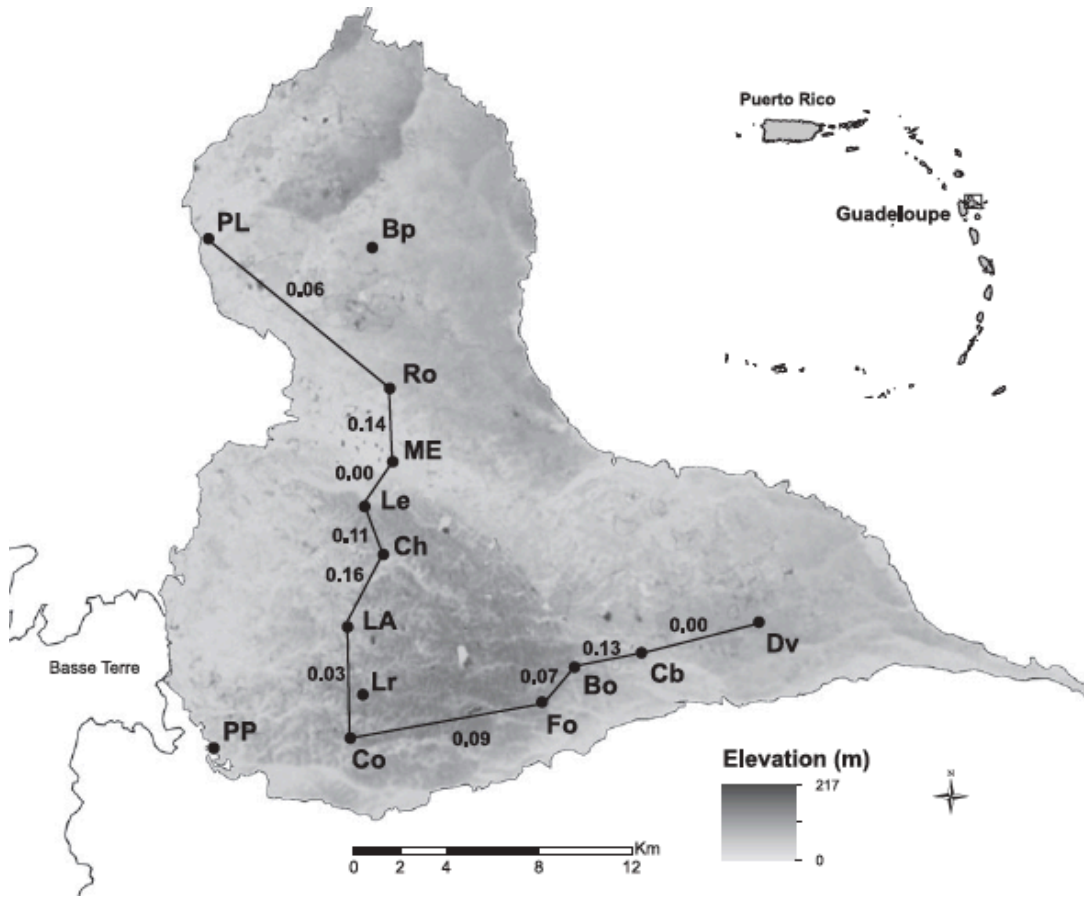 Puerto Rico
Guadeloupe
PL
Bp
0.06
Ro
0.14
ME
0.00
Le
0.11
Ch
0.16
LA
0.00
Dv
0.13
Cb
Basse Terre
0.03
Lr
0.07
Bo
PP
Fo
Co
0.09
Elevation (m)
217
0
N
Km
0 2 4 8 12